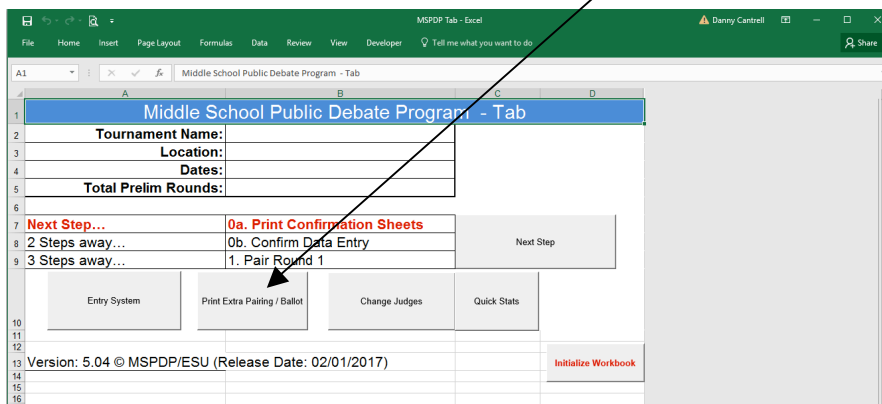 MSPDP Tab - Excel
Danny Cantrell
File Home Insert Page Layout Formulas Data Review View Developer Tell me what you want to do
Share
A1 fx Middle School Public Debate Program - Tab
A B C D
1 Middle School Public Debate Program - Tab
2 Tournament Name:
3 Location:
4 Dates:
5 Total Prelim Rounds:
6
7 Next Step... 0a. Print Confirmation Sheets
8 2 Steps away... 0b. Confirm Data Entry Next Step
9 3 Steps away... 1. Pair Round 1
Entry System Print Extra Pairing / Ballot Change Judges Quick Stats
10
11
12
13 Version: 5.04 © MSPDP/ESU (Release Date: 02/01/2017) Initialize Workbook
14
15
16